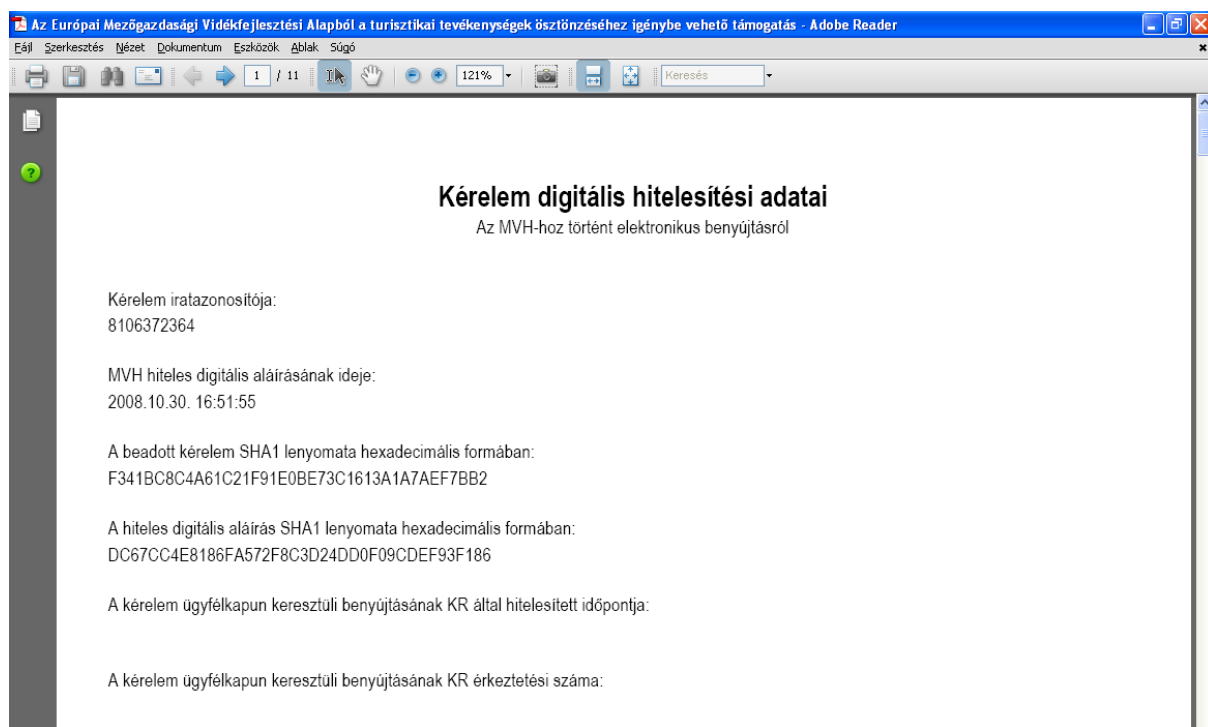 Az Európai Mezőgazdasági Vidékfejlesztési Alapból a turisztikai tevékenységek ösztönzéséhez igénybe vehető támogatás - Adobe Reader
Fájl Szerkesztés Nézet Dokumentum Eszközök Ablak Súgó
1 / 11 121% Keresés
Kérelem digitális hitelesítési adatai
Az MVH-hoz történt elektronikus benyújtásról
Kérelem iratazonosítója:
8106372364
MVH hiteles digitális aláírásának ideje:
2008.10.30. 16:51:55
A beadott kérelem SHA1 lenyomata hexadecimális formában:
F341BC8C4A61C21F91E0BE73C1613A1A7AEF7BB2
A hiteles digitális aláírás SHA1 lenyomata hexadecimális formában:
DC67CC4E8186FA572F8C3D24DD0F09CDEF93F186
A kérelem ügyfélkapun keresztüli benyújtásának KR által hitelesített időpontja:
A kérelem ügyfélkapun keresztüli benyújtásának KR érkeztetési száma: